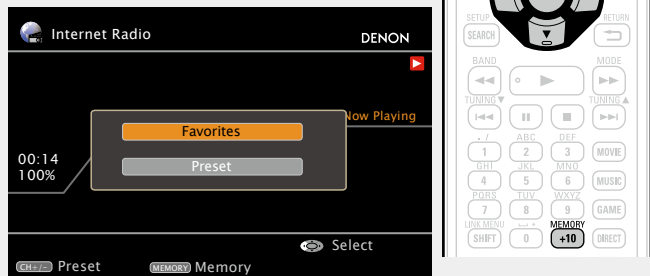 Internet Radio
DENON
Now Playing
Favorites
Preset
00:14
100%
Select
CH+/- Preset
MEMORY Memory
SETUP
RETURN
SEARCH
BAND
MODE
TUNING▼
TUNING▲
. /
ABC
DEF
1
2
3
MOVIE
GHI
JKL
MNO
4
5
6
MUSIC
PQRS
TUV
WXYZ
7
8
9
GAME
LINK MENU
MEMORY
SHIFT
0
+10
DIRECT